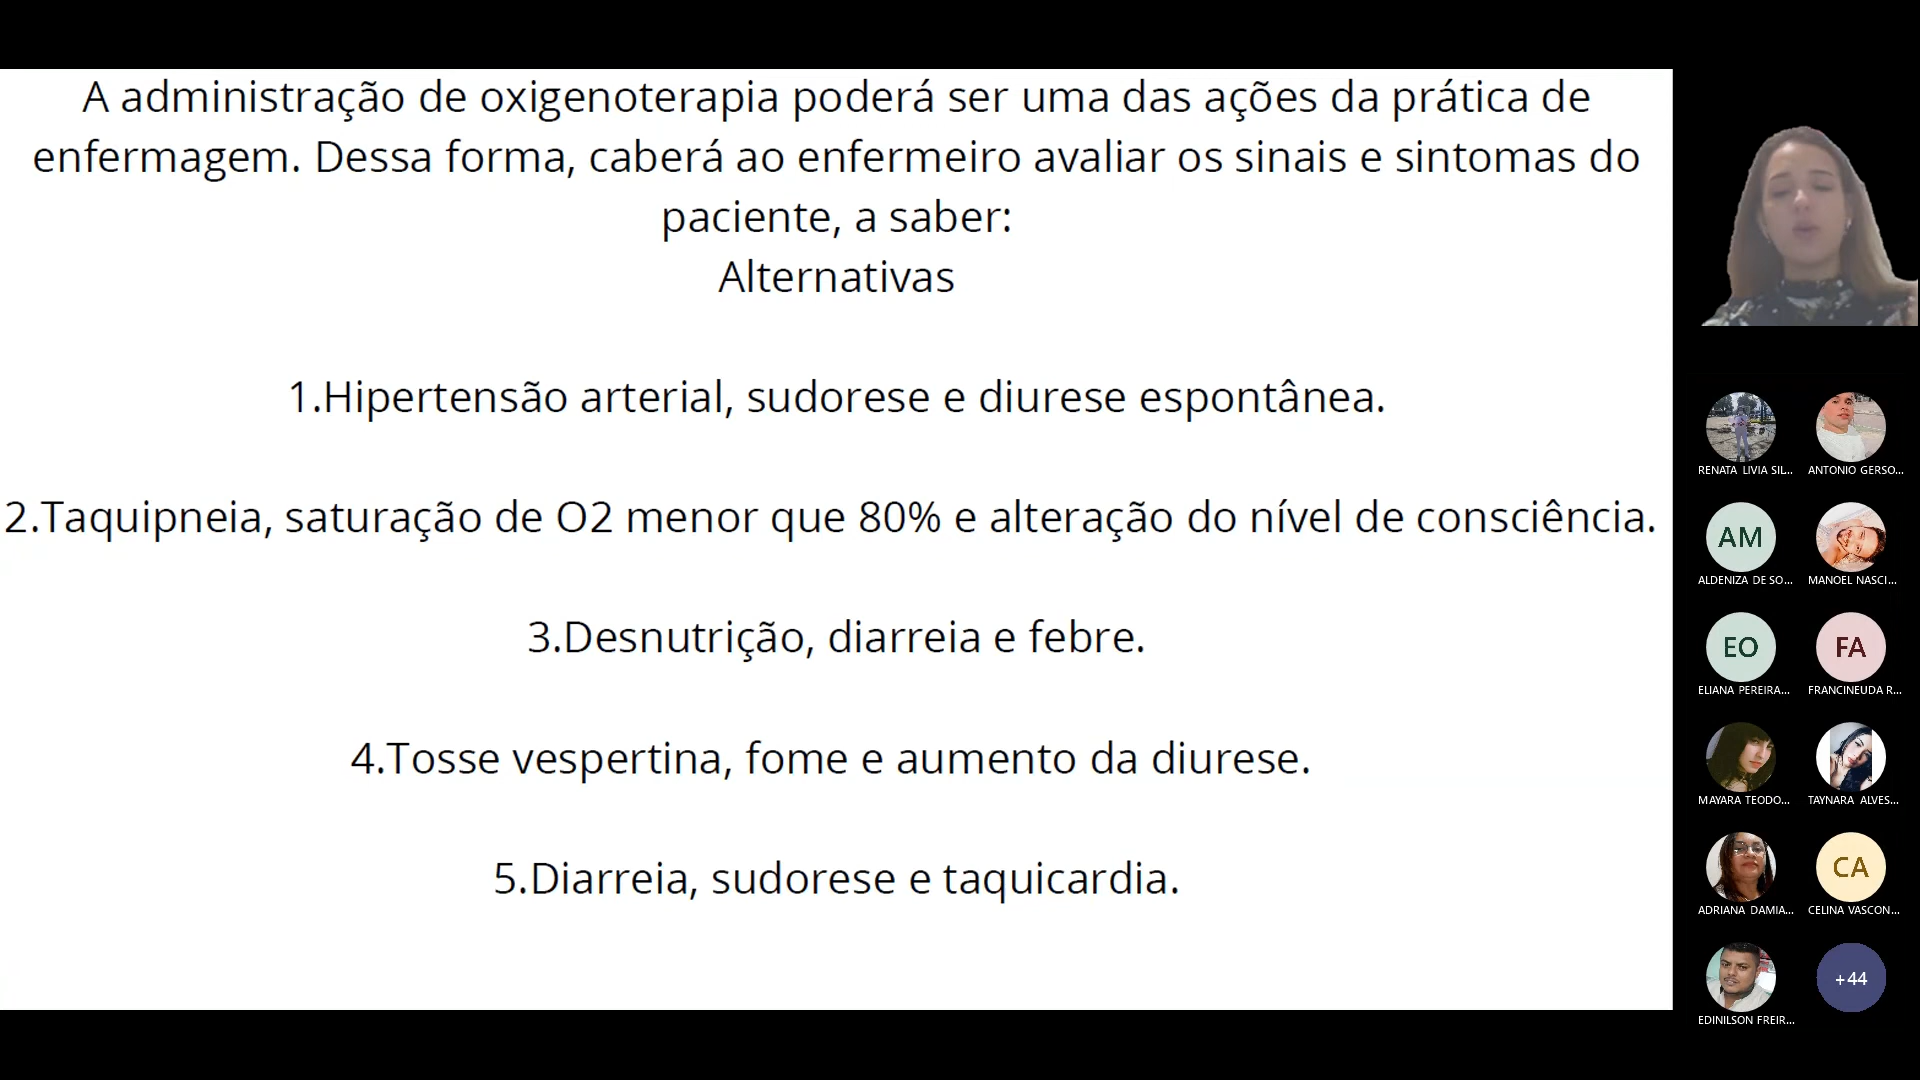 A administração de oxigenoterapia poderá ser uma das ações da prática de
enfermagem. Dessa forma, caberá ao enfermeiro avaliar os sinais e sintomas do
paciente, a saber:
Alternativas
1.Hipertensão arterial, sudorese e diurese espontânea.
2.Taquipneia, saturação de O2 menor que 80% e alteração do nível de consciência.
3.Desnutrição, diarreia e febre.
4.Tosse vespertina, fome e aumento da diurese.
5.Diarreia, sudorese e taquicardia.
RENATA LIVIA SIL...
ANTONIO GERSO...
AM
ALDENIZA DE SO...
MANOEL NASCI...
EO
ELIANA PEREIRA...
FA
FRANCINEUDA R...
MAYARA TEODO...
TAYNARA ALVES...
ADRIANA DAMIA...
CA
CELINA VASCON...
EDINILSON FREIR...
+44